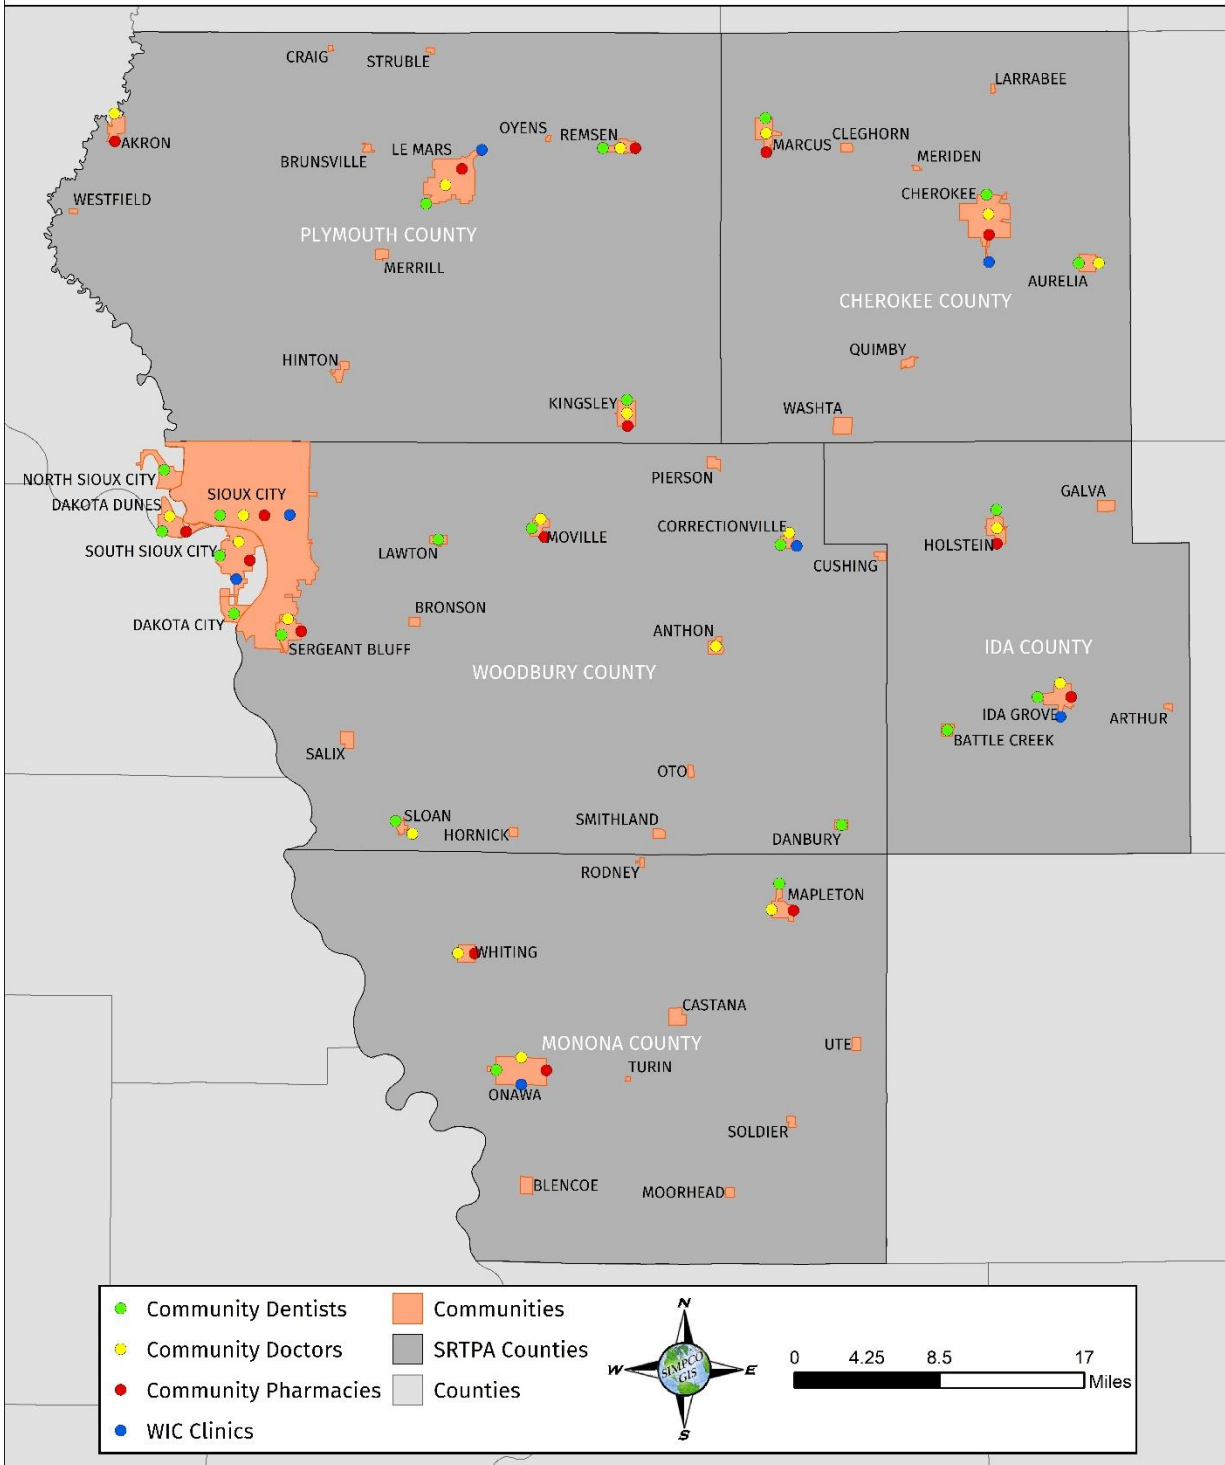 CRAIG
STRUBLE
LARRABEE
AKRON
OYENS
REMSEN
MARCUS
CLEGHORN
BRUNSVILLE
LE MARS
MERIDEN
WESTFIELD
CHEROKEE
PLYMOUTH COUNTY
MERRILL
AURELIA
CHEROKEE COUNTY
HINTON
QUIMBY
KINGSLEY
WASHTA
NORTH SIOUX CITY
PIERSON
GALVA
DAKOTA DUNES
SIOUX CITY
CORRECTIONVILLE
SOUTH SIOUX CITY
LAWTON
MOVILLE
HOLSTEIN
CUSHING
BRONSON
DAKOTA CITY
ANTHON
SERGEANT BLUFF
IDA COUNTY
WOODBURY COUNTY
IDA GROVE
ARTHUR
BATTLE CREEK
SALIX
OTO
SLOAN
HORNICK
SMITHLAND
DANBURY
RODNEY
MAPLETON
WHITING
CASTANA
MONONA COUNTY
UTE
TURIN
ONAWA
SOLDIER
BLENCOE
MOORHEAD
Community Dentists
Communities
Community Doctors
SRTPA Counties
Community Pharmacies
Counties
WIC Clinics
N
W
E
S
SIMPCO
GIS
0 4.25 8.5 17
Miles